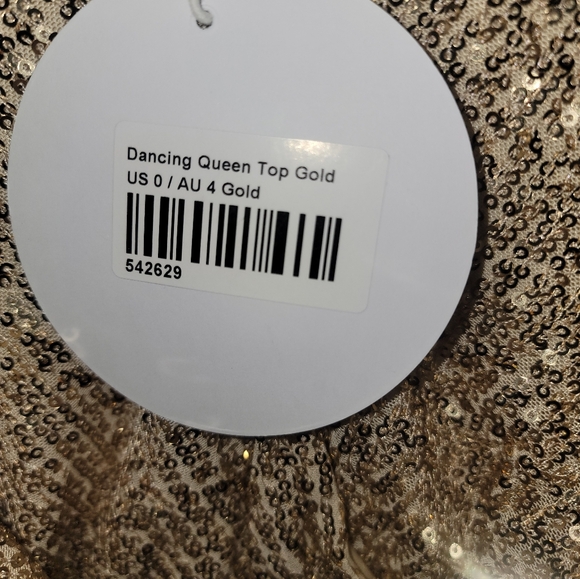 Dancing Queen Top Gold
US 0 / AU 4 Gold
542629